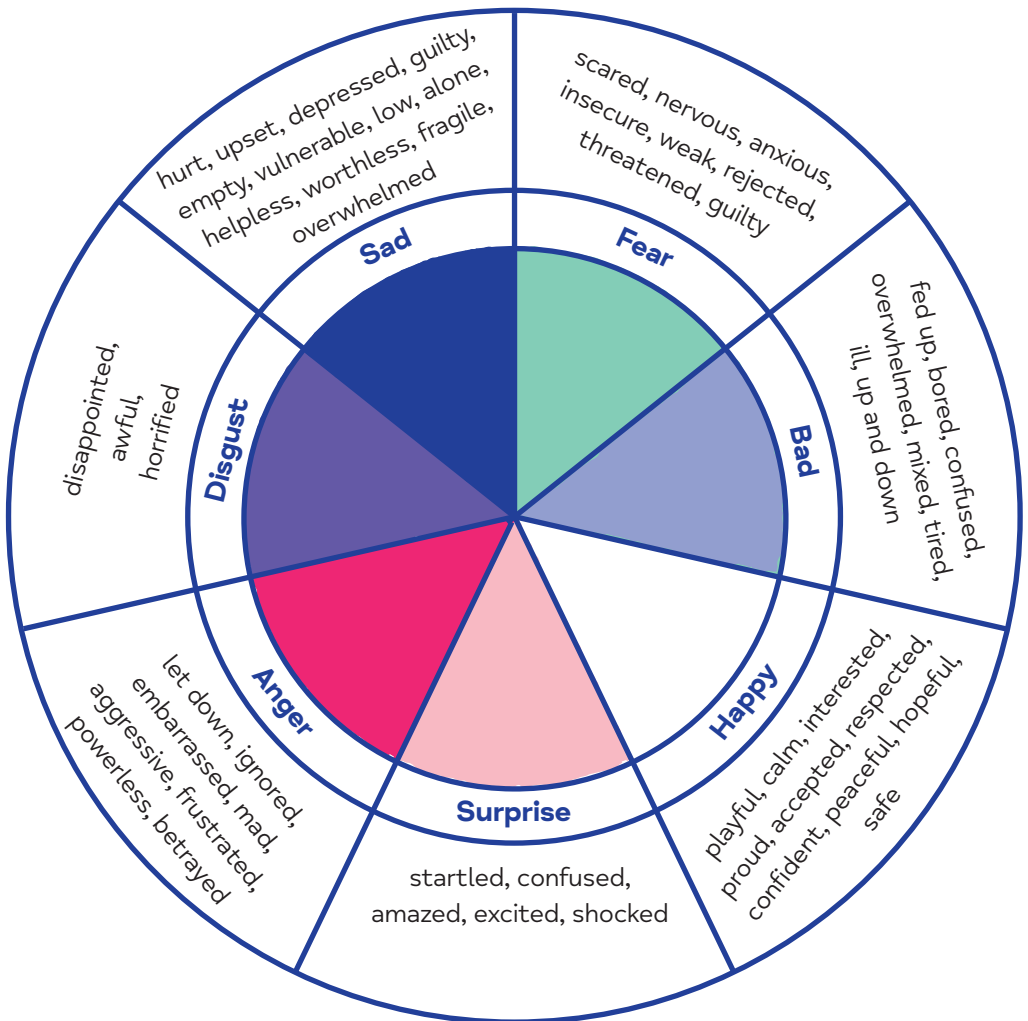 hurt, upset, depressed, guilty,
empty, vulnerable, low, alone,
helpless, worthless, fragile,
overwhelmed
Sad
scared, nervous, anxious,
insecure, weak, rejected,
threatened, guilty
Fear
fed up, bored, confused,
overwhelmed, mixed, tired,
ill, up and down
Bad
playful, calm, interested,
proud, accepted, respected,
confident, peaceful, hopeful,
safe
Happy
Surprise
startled, confused,
amazed, excited, shocked
let down, ignored,
embarrassed, mad,
aggressive, frustrated,
powerless, betrayed
Anger
disappointed,
awful,
horrified
Disgust